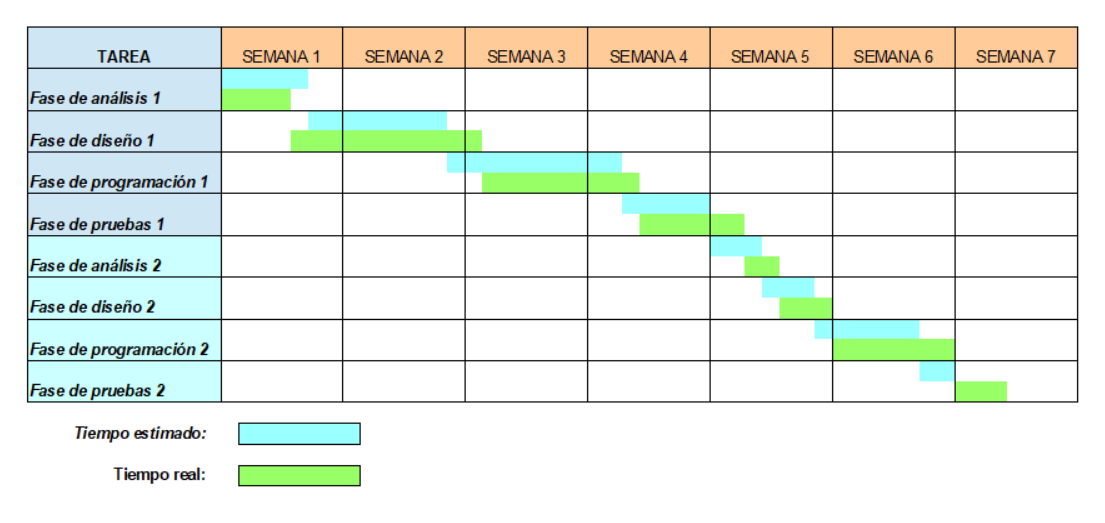 TAREA SEMANA 1 SEMANA 2 SEMANA 3 SEMANA 4 SEMANA 5 SEMANA 6 SEMANA 7
Fase de análisis 1
Fase de diseño 1
Fase de programación 1
Fase de pruebas 1
Fase de análisis 2
Fase de diseño 2
Fase de programación 2
Fase de pruebas 2
Tiempo estimado:
Tiempo real: